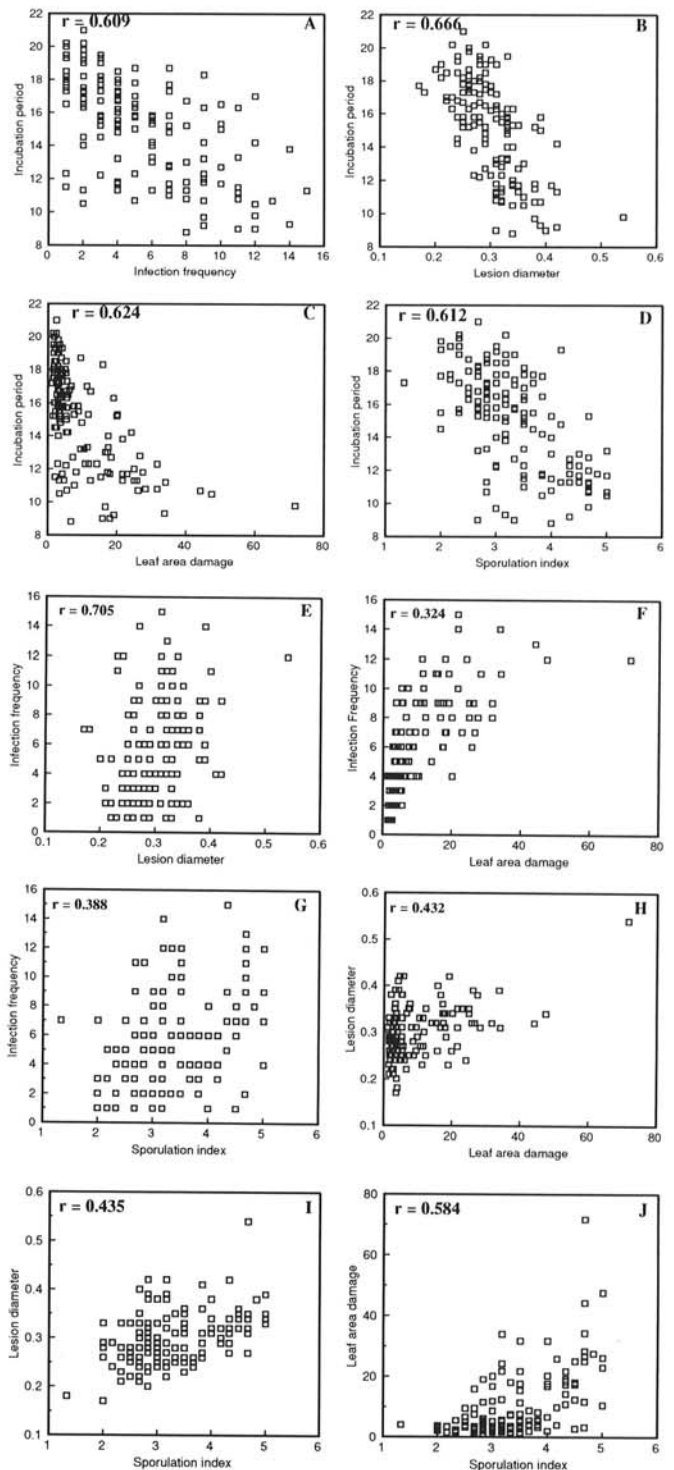 r = 0.609
A
Incubation period
22
20
18
16
14
12
10
8
0 2 4 6 8 10 12 14 16
Infection frequency
r = 0.666
B
Incubation period
22
20
18
16
14
12
10
8
0.1 0.2 0.3 0.4 0.5 0.6
Lesion diameter
r = 0.624
C
Incubation period
22
20
18
16
14
12
10
8
0 20 40 60 80
Leaf area damage
r = 0.612
D
Incubation period
22
20
18
16
14
12
10
8
1 2 3 4 5 6
Sporulation index
r = 0.705
E
Infection frequency
16
14
12
10
8
6
4
2
0
0.1 0.2 0.3 0.4 0.5 0.6
Lesion diameter
r = 0.324
F
Infection Frequency
16
14
12
10
8
6
4
2
0
0 20 40 60 80
Leaf area damage
r = 0.388
G
Infection frequency
16
14
12
10
8
6
4
2
0
1 2 3 4 5 6
Sporulation index
r = 0.432
H
Lesion diameter
0.6
0.5
0.4
0.3
0.2
0.1
0 20 40 60 80
Leaf area damage
r = 0.435
I
Lesion diameter
0.6
0.5
0.4
0.3
0.2
0.1
1 2 3 4 5 6
Sporulation index
r = 0.584
J
Leaf area damage
80
60
40
20
0
1 2 3 4 5 6
Sporulation index